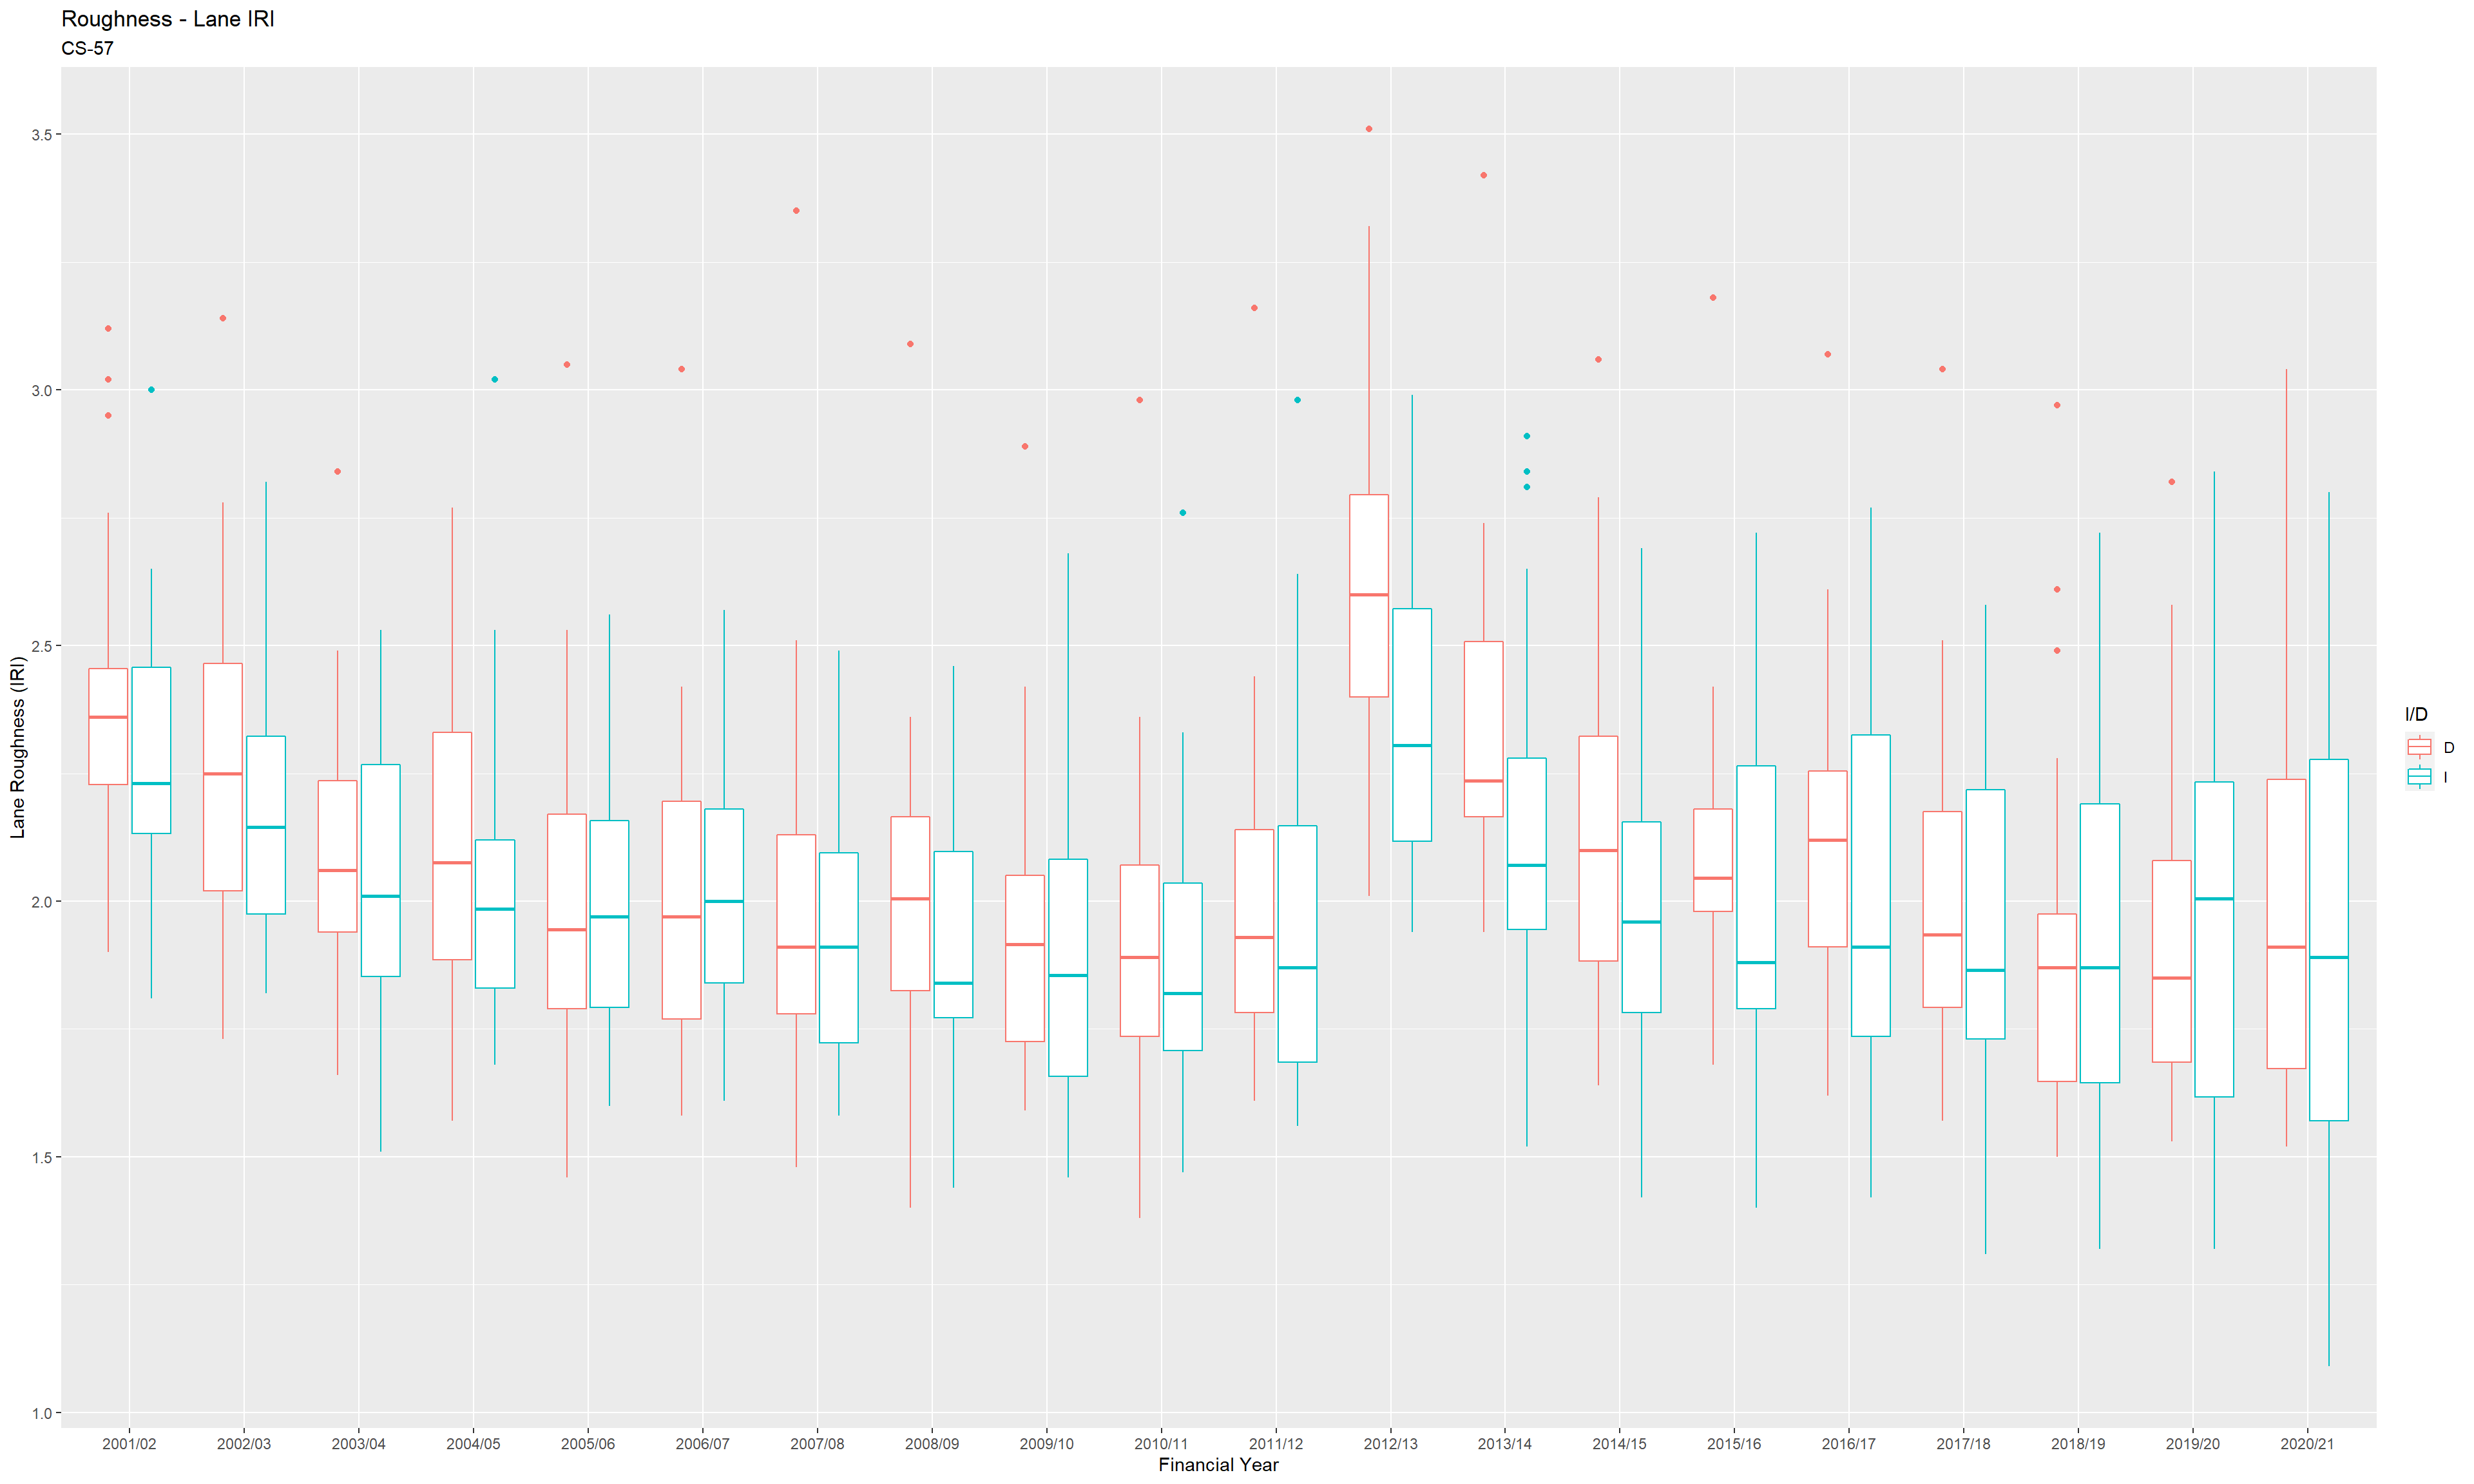 Roughness - Lane IRI
CS-57
Lane Roughness (IRI)
3.5
3.0
2.5
2.0
1.5
1.0
2001/02 2002/03 2003/04 2004/05 2005/06 2006/07 2007/08 2008/09 2009/10 2010/11 2011/12 2012/13 2013/14 2014/15 2015/16 2016/17 2017/18 2018/19 2019/20 2020/21
Financial Year
I/D
D
I